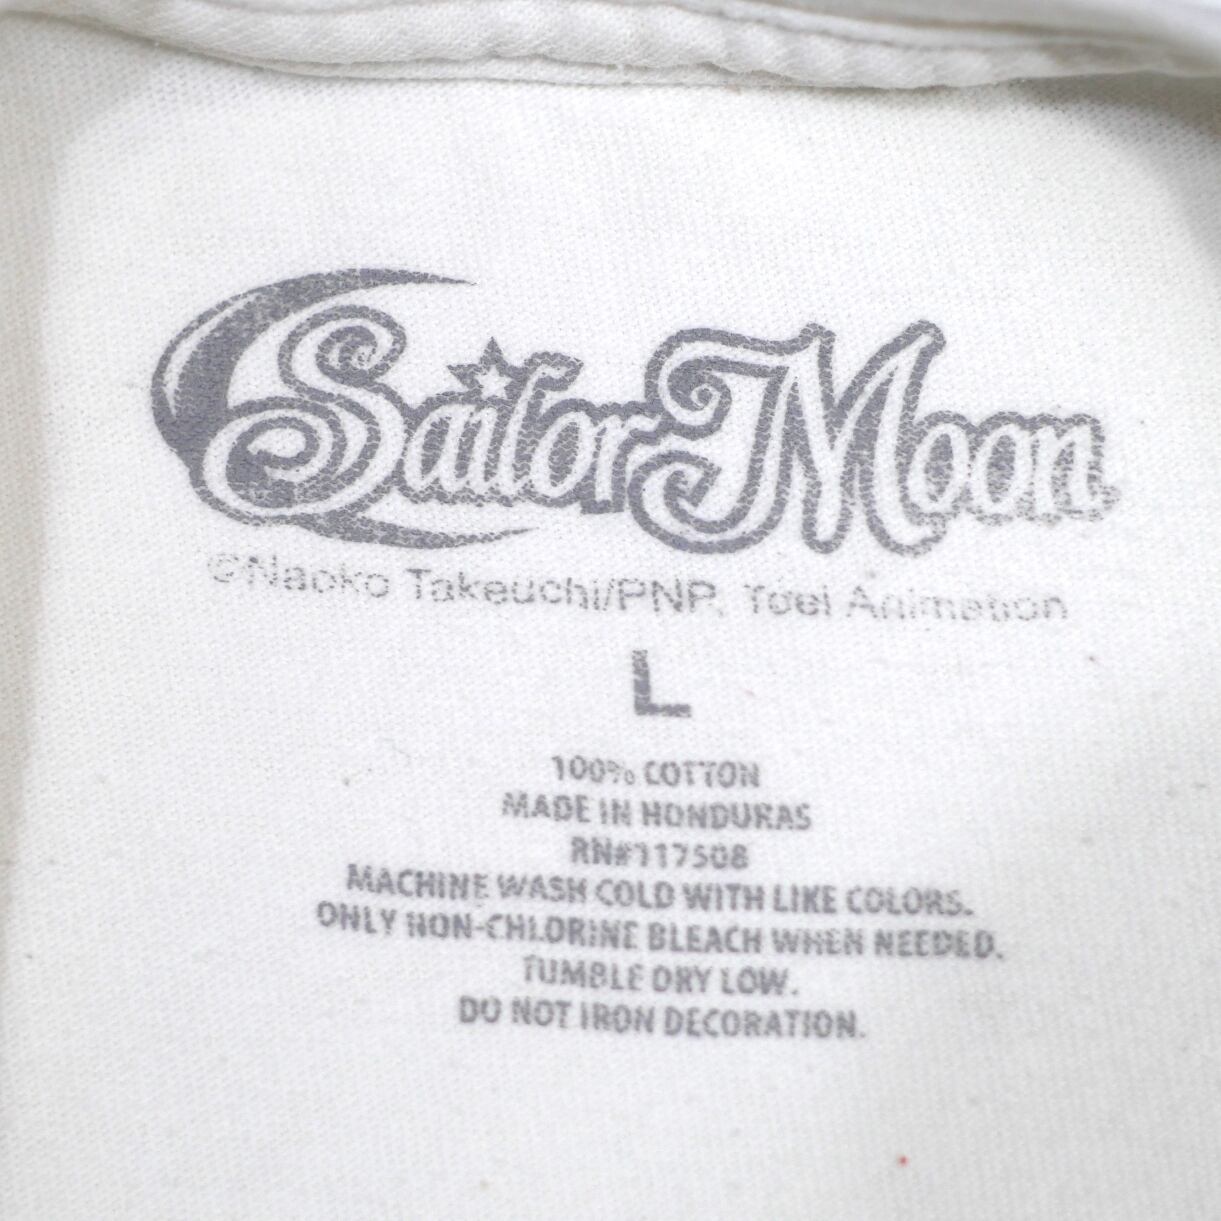 Sailor Moon
©Naoko Takeuchi/PNP, Toei Animation
L
100% COTTON
MADE IN HONDURAS
RN#117508
MACHINE WASH COLD WITH LIKE COLORS.
ONLY NON-CHLORINE BLEACH WHEN NEEDED.
TUMBLE DRY LOW.
DO NOT IRON DECORATION.